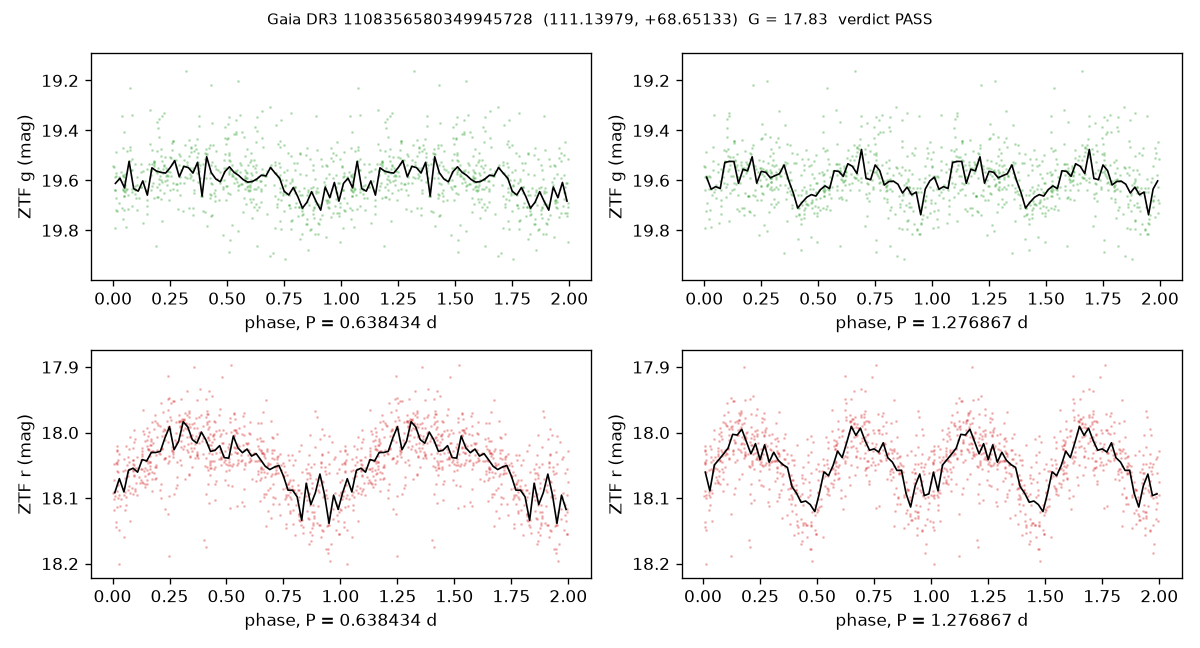 Gaia DR3 1108356580349945728  (111.13979, +68.65133)  G = 17.83  verdict PASS
ZTF g (mag)
19.2
19.4
19.6
19.8
0.00 0.25 0.50 0.75 1.00 1.25 1.50 1.75 2.00
phase, P = 0.638434 d
ZTF g (mag)
19.2
19.4
19.6
19.8
0.00 0.25 0.50 0.75 1.00 1.25 1.50 1.75 2.00
phase, P = 1.276867 d
ZTF r (mag)
17.9
18.0
18.1
18.2
0.00 0.25 0.50 0.75 1.00 1.25 1.50 1.75 2.00
phase, P = 0.638434 d
ZTF r (mag)
17.9
18.0
18.1
18.2
0.00 0.25 0.50 0.75 1.00 1.25 1.50 1.75 2.00
phase, P = 1.276867 d